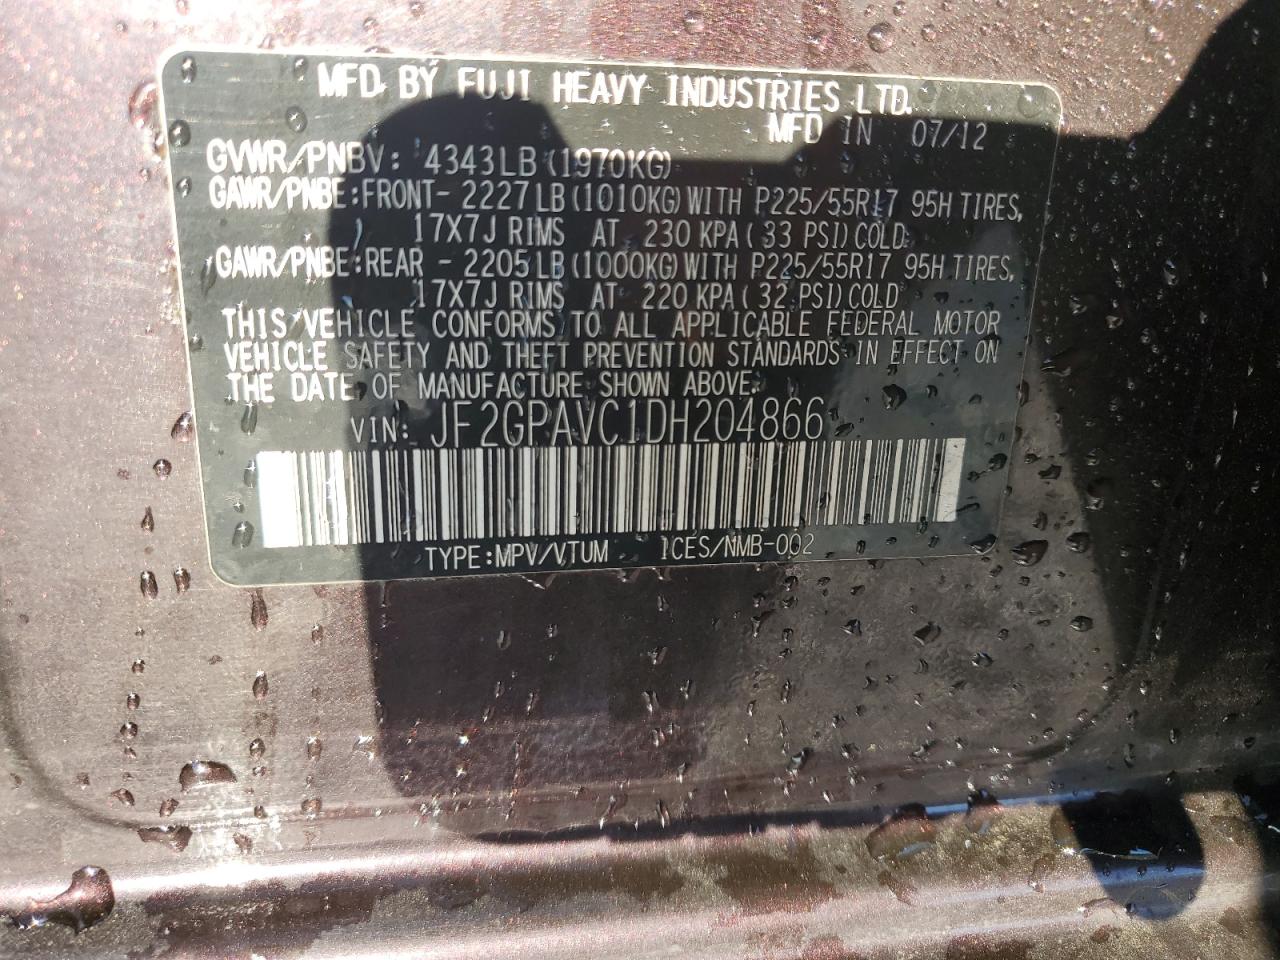 MFD BY FUJI HEAVY INDUSTRIES LTD.
MFD IN 07/12
GVWR/PNBV: 4343LB(1970KG)
GAWR/PNBE:FRONT- 2227LB(1010KG)WITH P225/55R17 95H TIRES,
17X7J RIMS AT 230 KPA(33 PSI)COLD
GAWR/PNBE:REAR - 2205LB(1000KG)WITH P225/55R17 95H TIRES,
17X7J RIMS AT 220 KPA(32 PSI)COLD
THIS VEHICLE CONFORMS TO ALL APPLICABLE FEDERAL MOTOR
VEHICLE SAFETY AND THEFT PREVENTION STANDARDS IN EFFECT ON
THE DATE OF MANUFACTURE SHOWN ABOVE.
VIN: JF2GPAVC1DH204866
TYPE:MPV/VTUM ICES/NMB-002